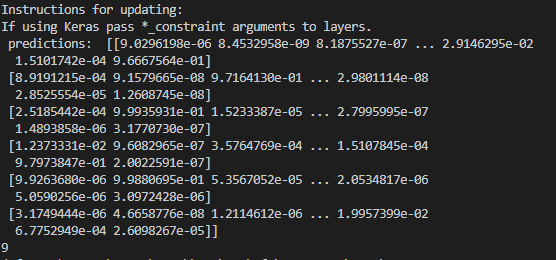 Instructions for updating:
If using Keras pass *_constraint arguments to layers.
predictions:  [[9.0296198e-06 8.4532958e-09 8.1875527e-07 ... 2.9146295e-02
1.5101742e-04 9.6667564e-01]
[8.9191215e-04 9.1579665e-08 9.7164130e-01 ... 2.9801114e-08
2.8525554e-05 1.2608745e-08]
[2.5185442e-04 9.9935931e-01 1.5233387e-05 ... 2.7995995e-07
1.4893858e-06 3.1770730e-07]
[1.2373331e-02 9.6082965e-07 3.5764769e-04 ... 1.5107845e-04
9.7973847e-01 2.0022591e-07]
[9.9263680e-06 9.9880695e-01 5.3567052e-05 ... 2.0534817e-06
5.0590256e-06 3.0972428e-06]
[3.1749444e-04 4.6658776e-08 1.2114612e-06 ... 1.9957399e-02
6.7752949e-04 2.6098267e-05]]
9